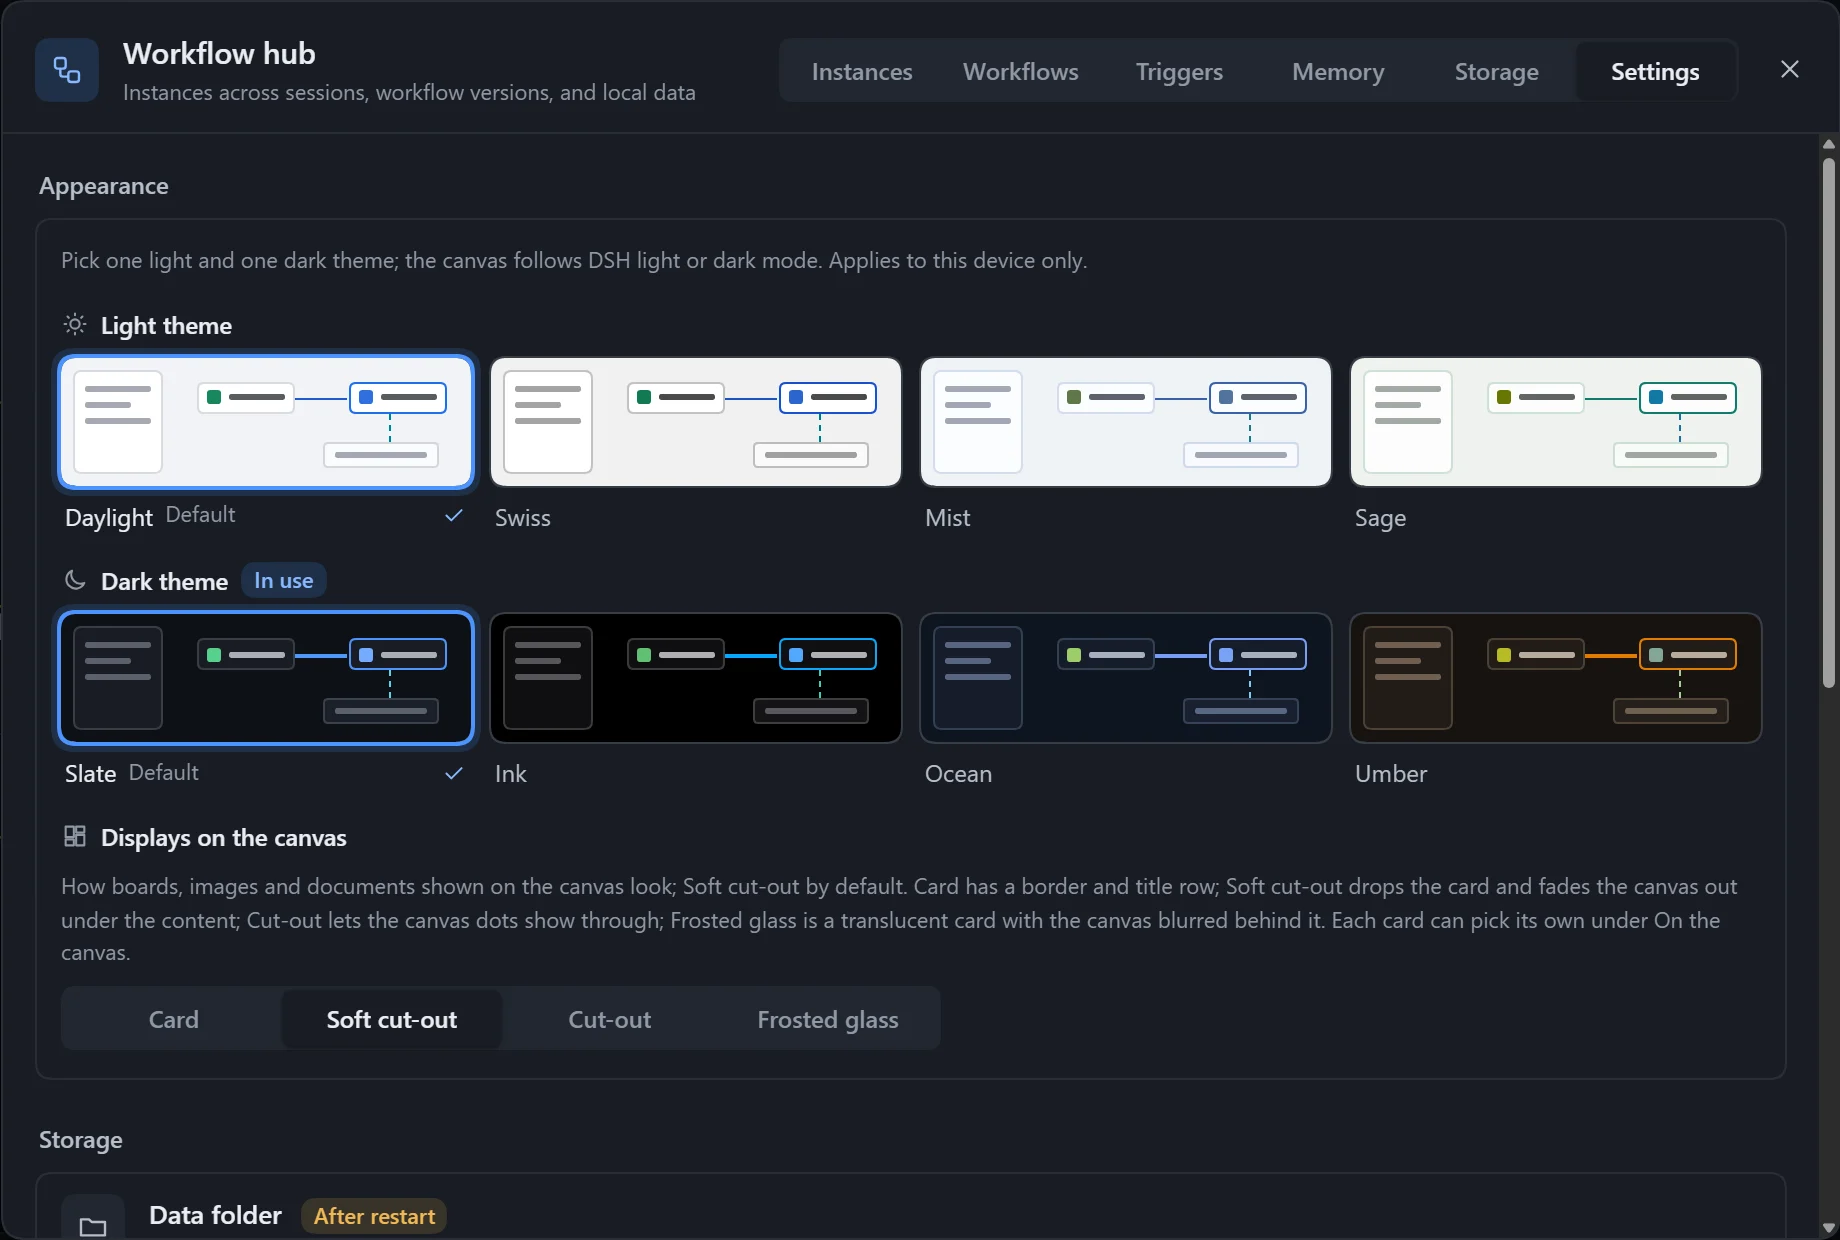 Workflow hub
Instances across sessions, workflow versions, and local data
Instances
Workflows
Triggers
Memory
Storage
Settings
Appearance
Pick one light and one dark theme; the canvas follows DSH light or dark mode. Applies to this device only.
Light theme
Daylight Default
Swiss
Mist
Sage
Dark theme In use
Slate Default
Ink
Ocean
Umber
Displays on the canvas
How boards, images and documents shown on the canvas look; Soft cut-out by default. Card has a border and title row; Soft cut-out drops the card and fades the canvas out
under the content; Cut-out lets the canvas dots show through; Frosted glass is a translucent card with the canvas blurred behind it. Each card can pick its own under On the
canvas.
Card
Soft cut-out
Cut-out
Frosted glass
Storage
Data folder After restart